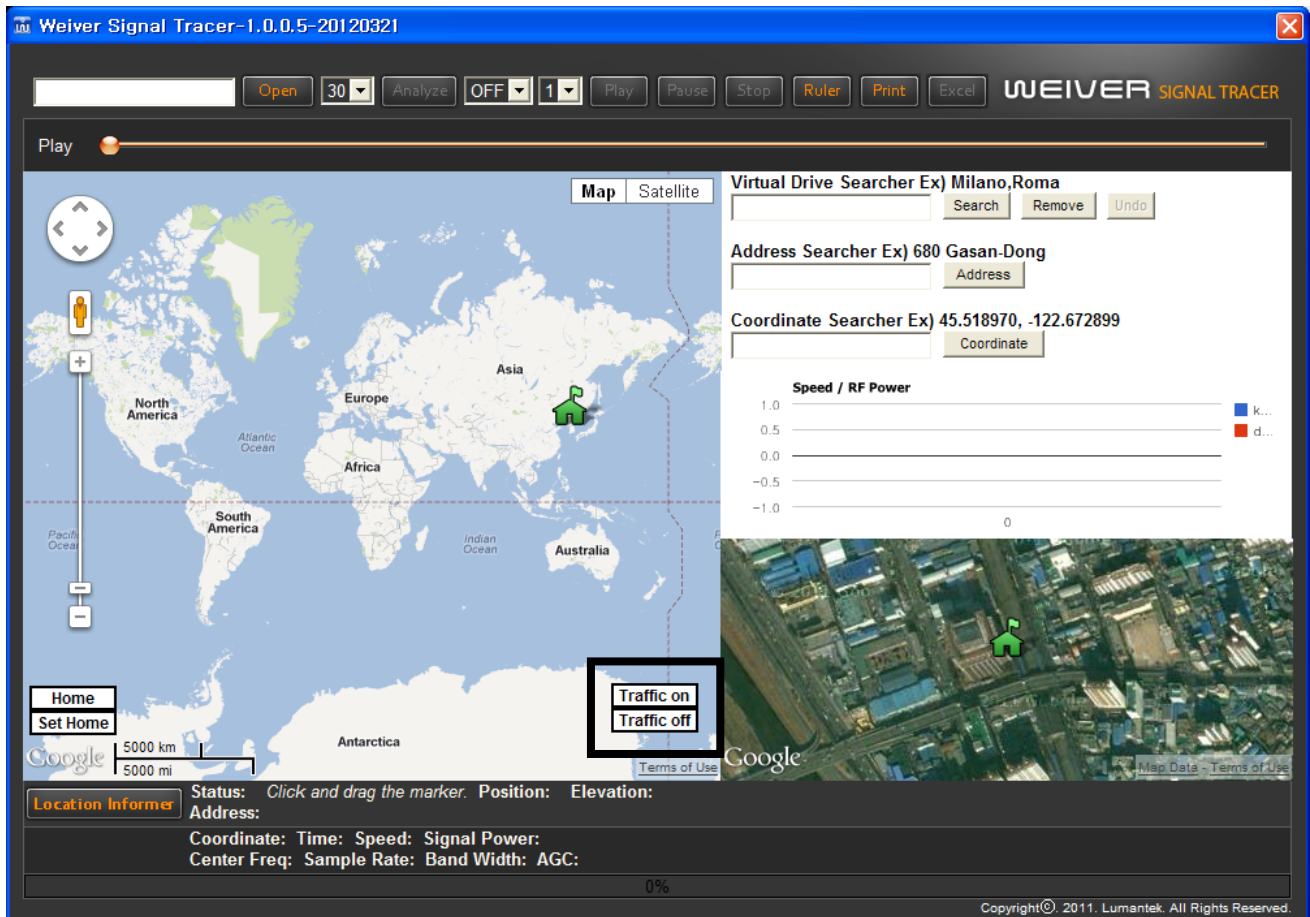 Weiver Signal Tracer-1.0.0.5-20120321
Open 30 Analyze OFF 1 Play Pause Stop Ruler Print Excel WEIVER SIGNAL TRACER
Play
Map Satellite
Virtual Drive Searcher Ex) Milano,Roma
Search Remove Undo
Address Searcher Ex) 680 Gasan-Dong
Address
Coordinate Searcher Ex) 45.518970, -122.672899
Coordinate
Speed / RF Power
1.0
0.5
0.0
-0.5
-1.0
0
k...
d...
North
America
Atlantic
Ocean
Europe
Asia
Africa
South
America
Indian
Ocean
Australia
Pacific
Ocean
Antarctica
Home
Set Home
Traffic on
Traffic off
Google
5000 km
5000 mi
Terms of Use
Google
Map Data - Terms of Use
Location Informer
Status: Click and drag the marker. Position: Elevation:
Address:
Coordinate: Time: Speed: Signal Power:
Center Freq: Sample Rate: Band Width: AGC:
0%
Copyright©. 2011. Lumantek. All Rights Reserved.